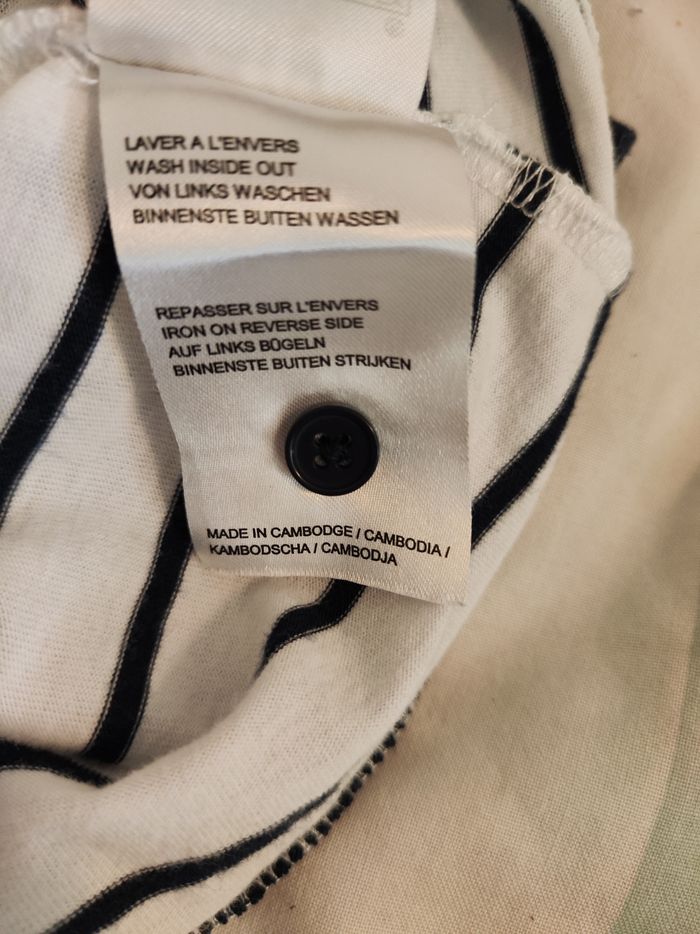 LAVER A L'ENVERS
WASH INSIDE OUT
VON LINKS WASCHEN
BINNENSTE BUITEN WASSEN
REPASSER SUR L'ENVERS
IRON ON REVERSE SIDE
AUF LINKS BÜGELN
BINNENSTE BUITEN STRIJKEN
MADE IN CAMBODGE / CAMBODIA /
KAMBODSCHA / CAMBODJA